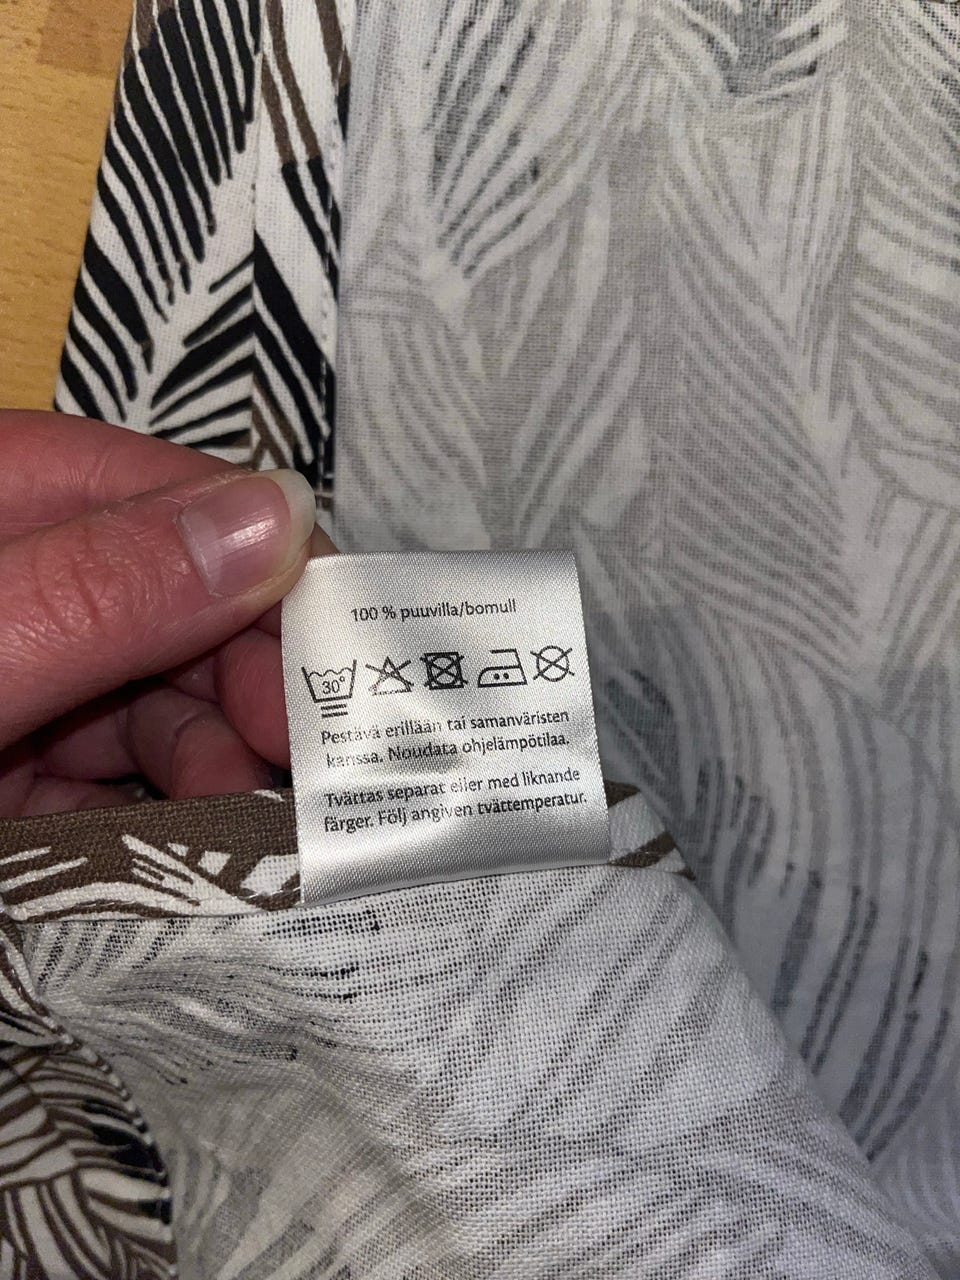 100 % puuvilla/bomull
30°
Pestävä erillään tai samanväristen
kanssa. Noudata ohjelämpötilaa.
Tvättas separat eller med liknande
färger. Följ angiven tvättemperatur.